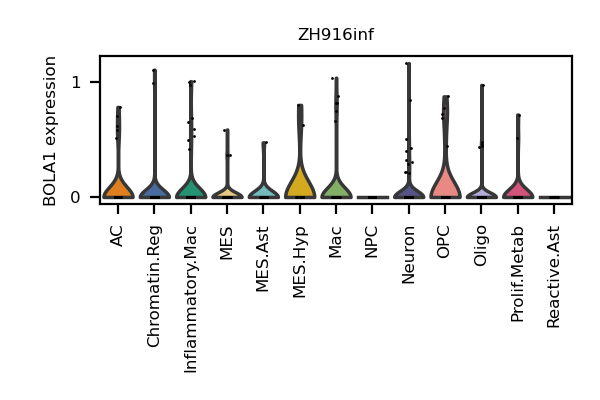 ZH916inf
BOLA1 expression
1
0
AC
Chromatin.Reg
Inflammatory.Mac
MES
MES.Ast
MES.Hyp
Mac
NPC
Neuron
OPC
Oligo
Prolif.Metab
Reactive.Ast